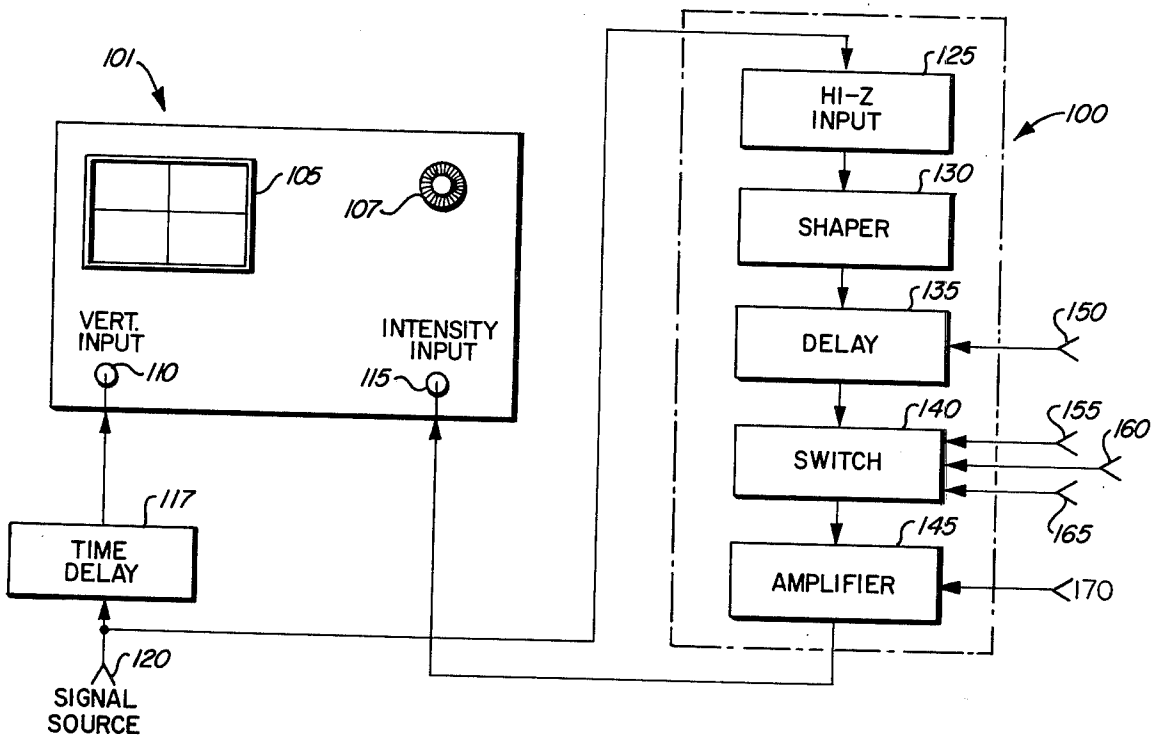 101
105
107
VERT.
INPUT
110
INTENSITY
INPUT
115
117
TIME
DELAY
120
SIGNAL
SOURCE
125
HI-Z
INPUT
100
130
SHAPER
135
DELAY
150
140
SWITCH
155
160
165
145
AMPLIFIER
170